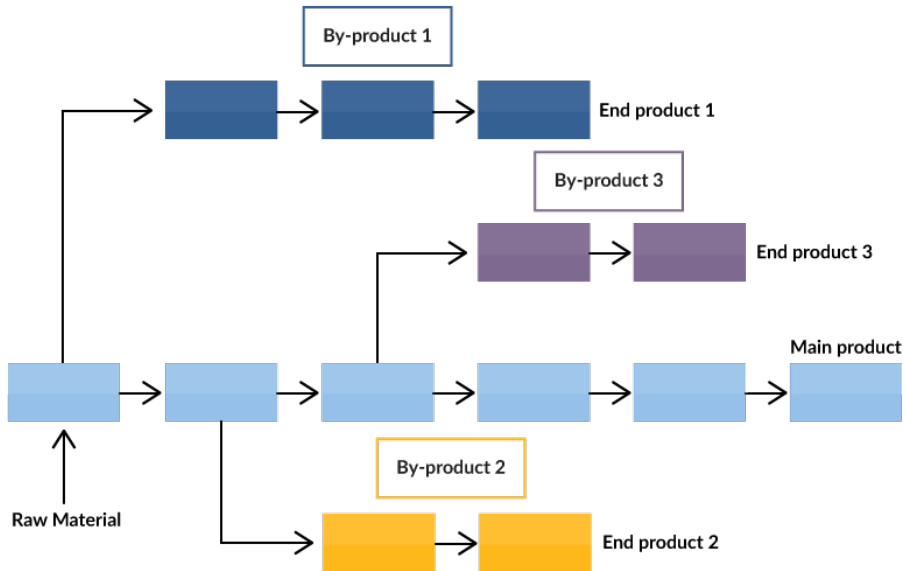 By-product 1
End product 1
By-product 3
End product 3
Main product
By-product 2
Raw Material
End product 2